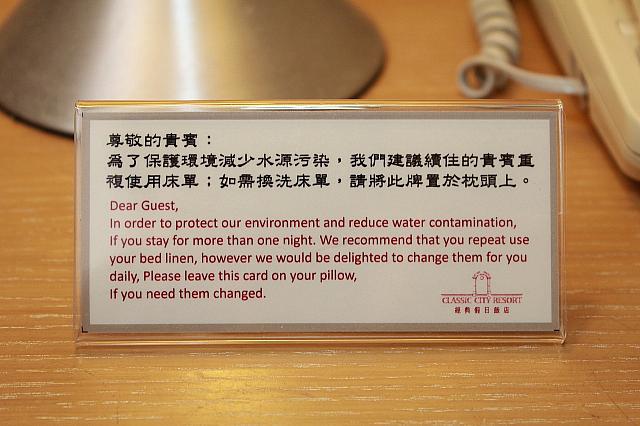 尊敬的貴賓：
為了保護環境減少水源污染，我們建議續住的貴賓重
複使用床單；如需換洗床單，請將此牌置於枕頭上。
Dear Guest,
In order to protect our environment and reduce water contamination,
If you stay for more than one night. We recommend that you repeat use
your bed linen, however we would be delighted to change them for you
daily, Please leave this card on your pillow,
If you need them changed.
CLASSIC CITY RESORT
經典假日飯店